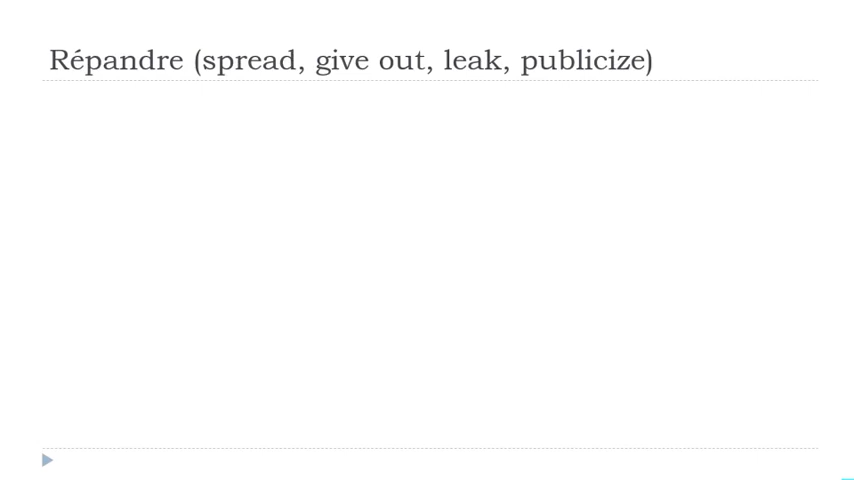 Répandre (spread, give out, leak, publicize)